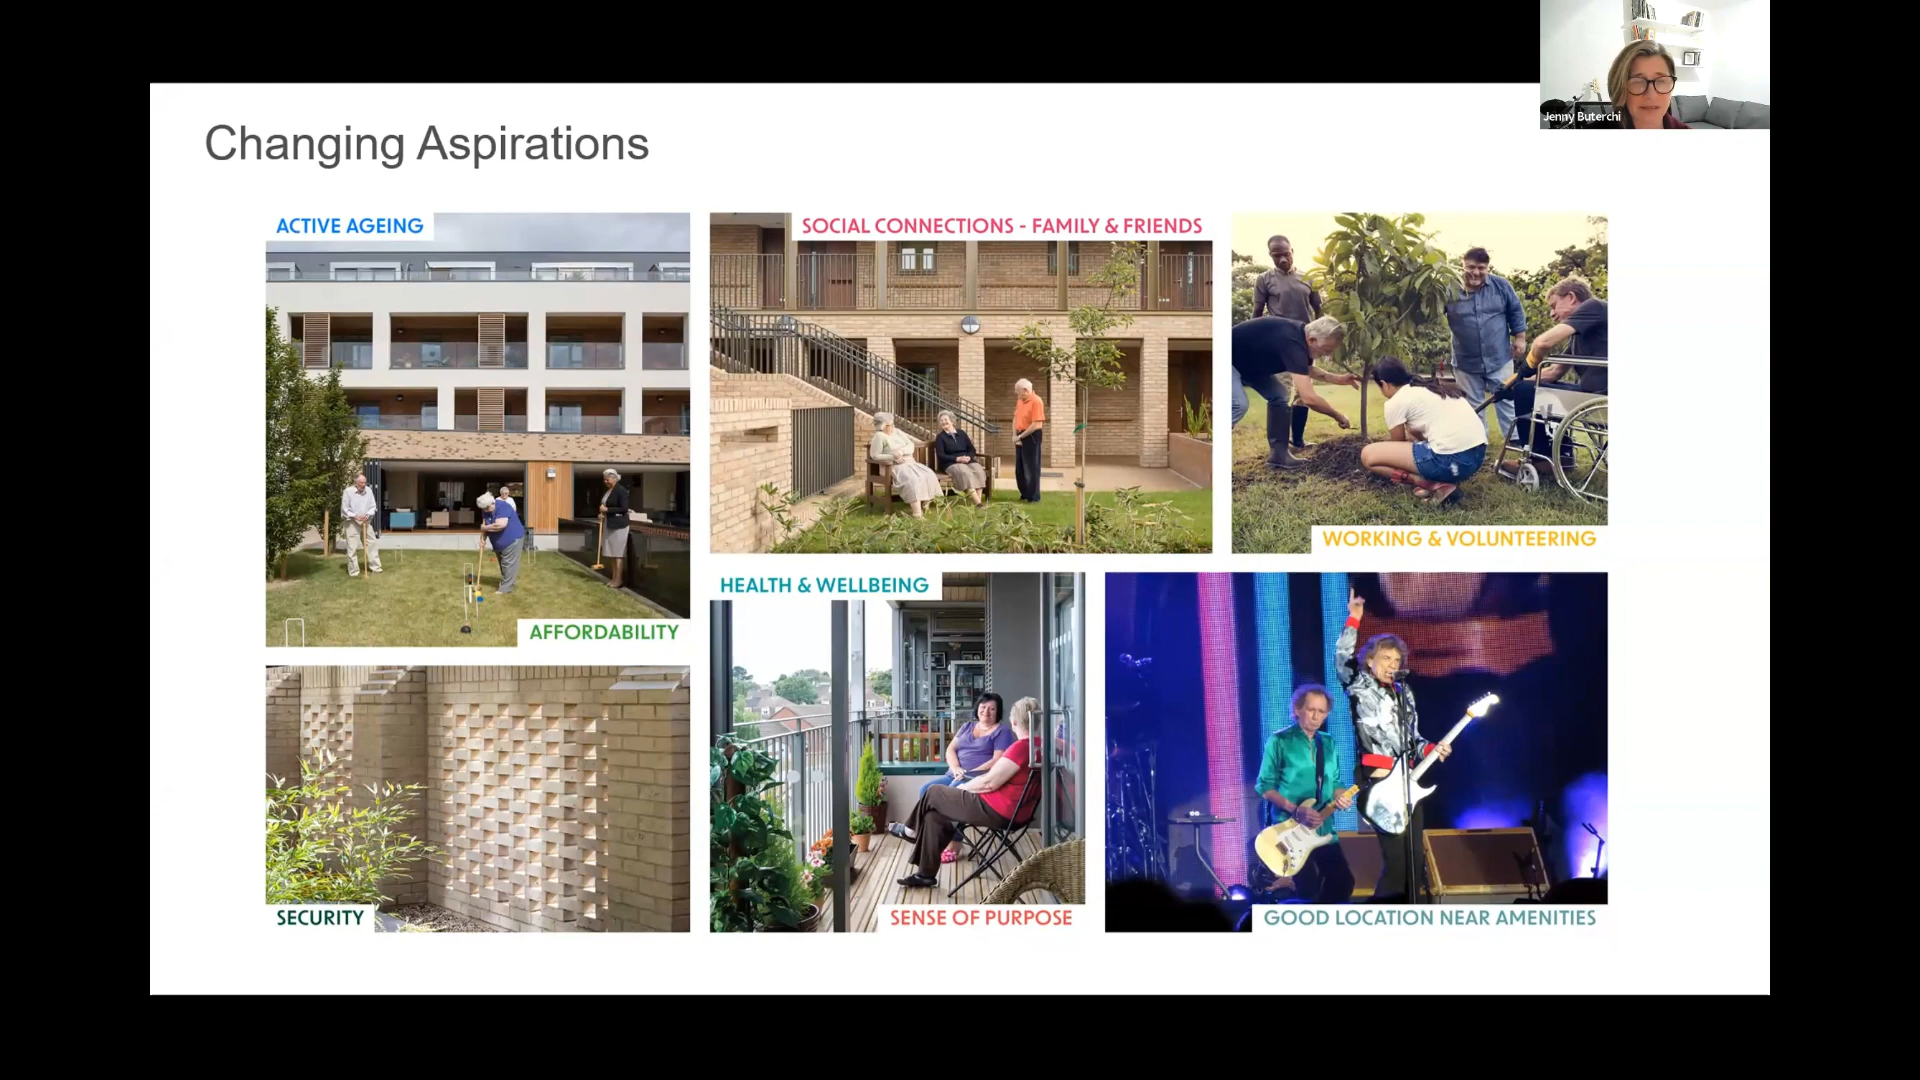 Jenny Buterchi
Changing Aspirations
ACTIVE AGEING
SOCIAL CONNECTIONS - FAMILY & FRIENDS
WORKING & VOLUNTEERING
HEALTH & WELLBEING
AFFORDABILITY
SECURITY
SENSE OF PURPOSE
GOOD LOCATION NEAR AMENITIES